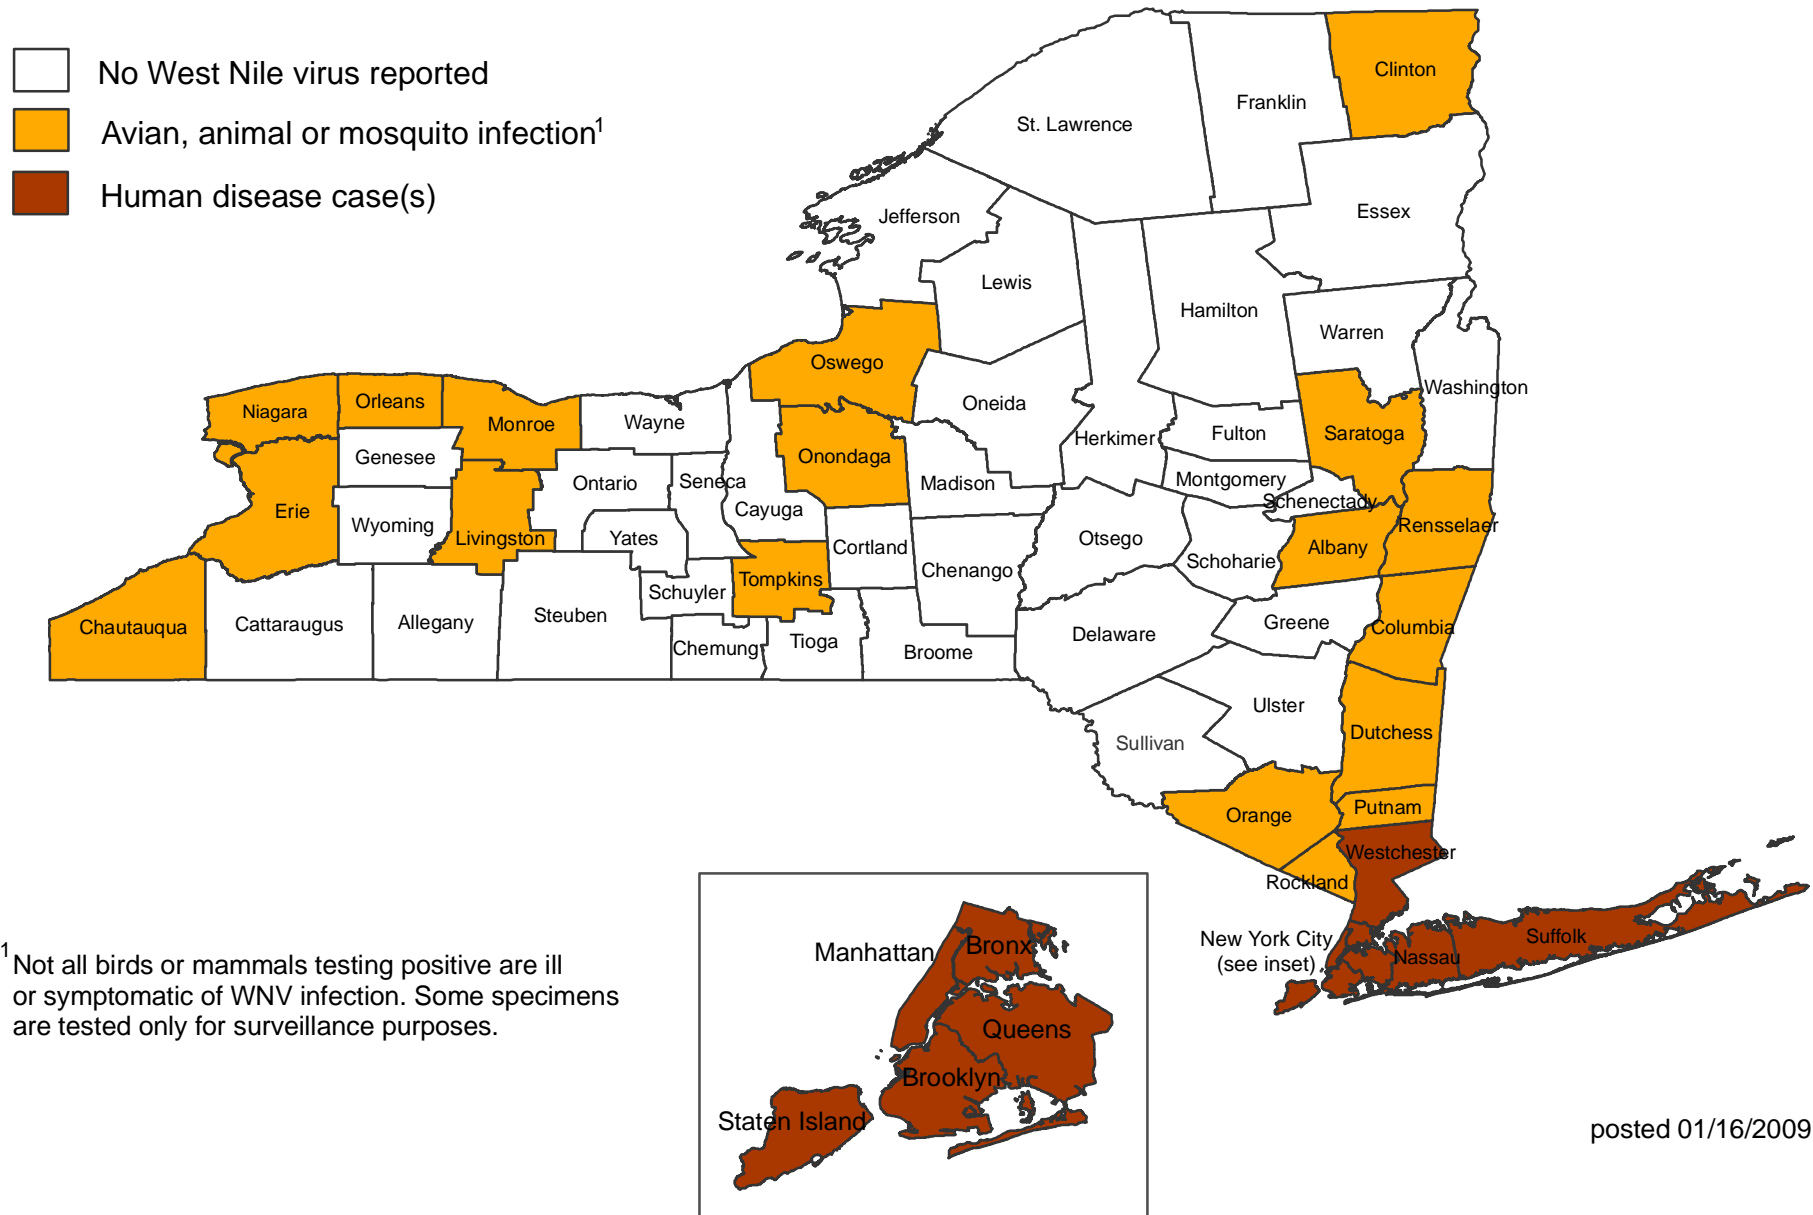 No West Nile virus reported
Avian, animal or mosquito infection¹
Human disease case(s)
Clinton
Franklin
St. Lawrence
Essex
Jefferson
Lewis
Hamilton
Warren
Oswego
Washington
Niagara
Orleans
Monroe
Wayne
Oneida
Herkimer
Fulton
Saratoga
Genesee
Onondaga
Madison
Montgomery
Ontario
Seneca
Cayuga
Schenectady
Erie
Wyoming
Livingston
Yates
Cortland
Otsego
Schoharie
Albany
Rensselaer
Chenango
Tompkins
Schuyler
Chautauqua
Cattaraugus
Allegany
Steuben
Chemung
Tioga
Broome
Delaware
Greene
Columbia
Ulster
Sullivan
Dutchess
Orange
Putnam
Westchester
Rockland
New York City
(see inset)
Nassau
Suffolk
Manhattan
Bronx
Queens
Brooklyn
Staten Island
¹ Not all birds or mammals testing positive are ill
or symptomatic of WNV infection. Some specimens
are tested only for surveillance purposes.
posted 01/16/2009